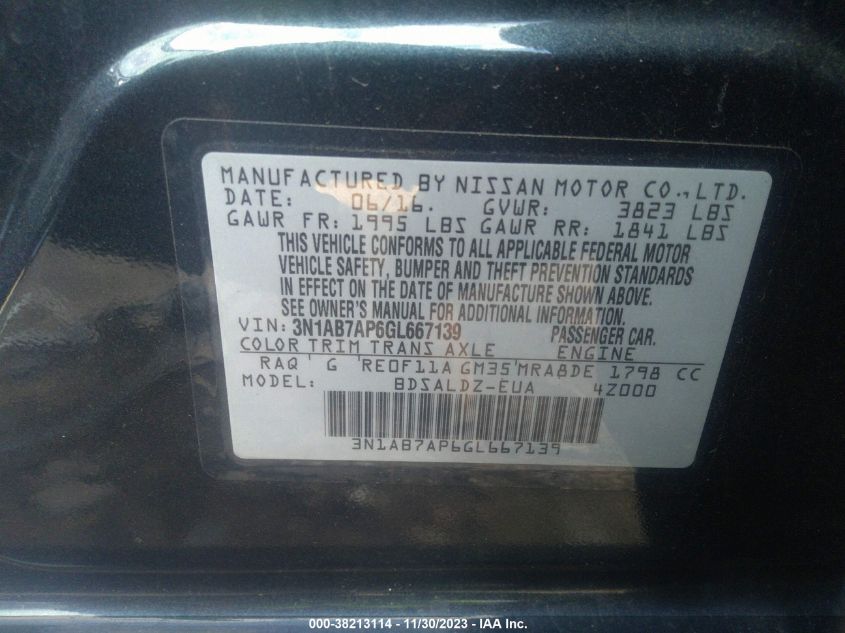 MANUFACTURED BY NISSAN MOTOR CO., LTD.
DATE: 06/16. GVWR: 3823 LBS
GAWR FR: 1995 LBS GAWR RR: 1841 LBS
THIS VEHICLE CONFORMS TO ALL APPLICABLE FEDERAL MOTOR
VEHICLE SAFETY, BUMPER AND THEFT PREVENTION STANDARDS
IN EFFECT ON THE DATE OF MANUFACTURE SHOWN ABOVE.
SEE OWNER'S MANUAL FOR ADDITIONAL INFORMATION.
VIN: 3N1AB7AP6GL667139 PASSENGER CAR.
COLOR TRIM TRANS AXLE ENGINE
RAQ ' G ' RE0F11A GM35'MRA8DE 1798 CC
MODEL: BDSALDZ-EUA 4Z000
3N1AB7AP6GL667139
000-38213114 - 11/30/2023 - IAA Inc.